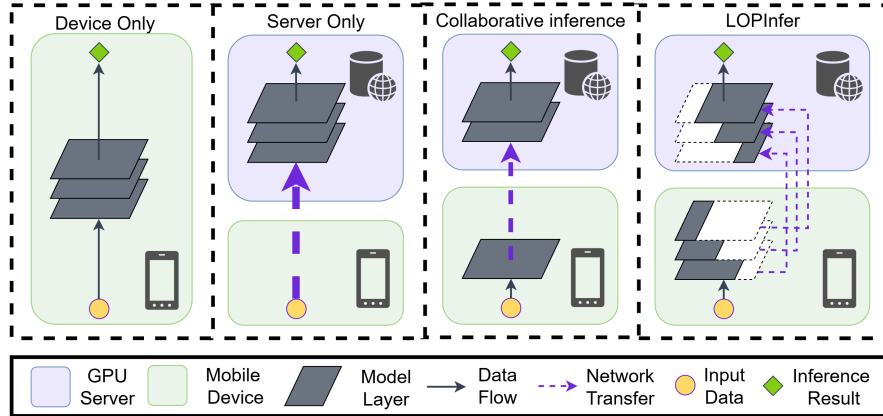 Device Only
Server Only
Collaborative inference
LOPInfer
GPU
Server
Mobile
Device
Model
Layer
Data
Flow
Network
Transfer
Input
Data
Inference
Result